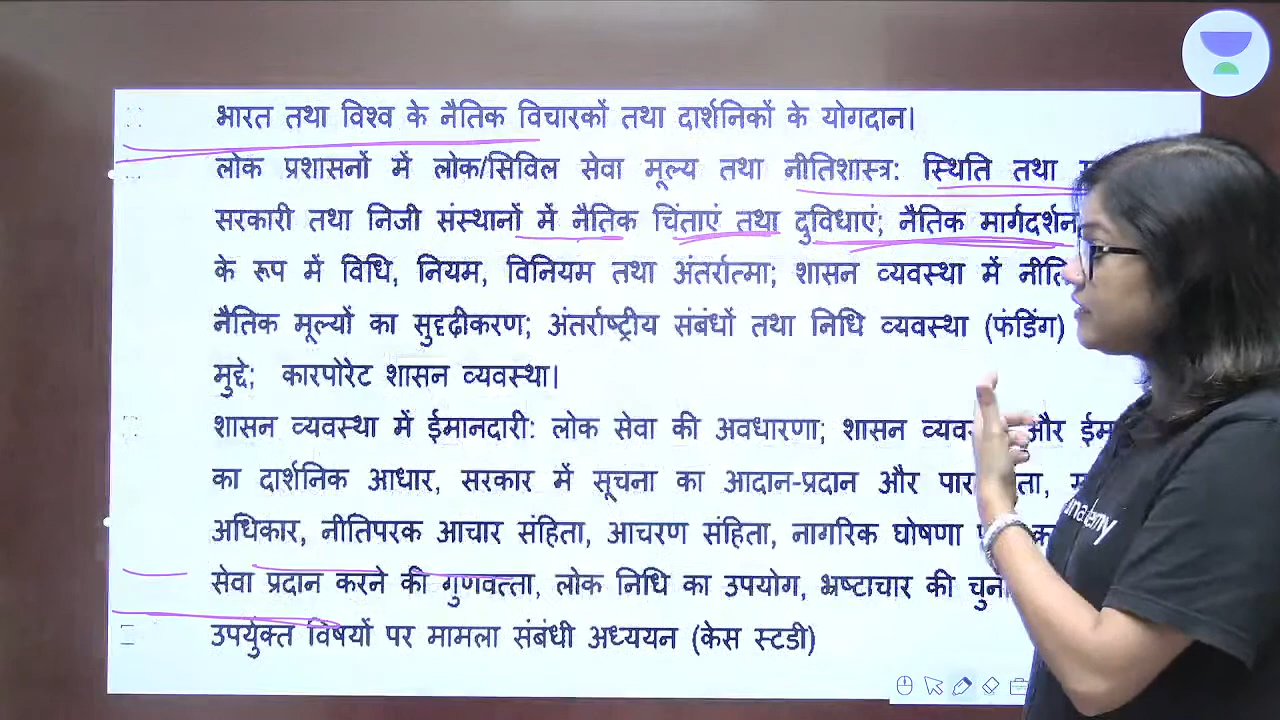 भारत तथा विश्व के नैतिक विचारकों तथा दार्शनिकों के योगदान।
लोक प्रशासनों में लोक/सिविल सेवा मूल्य तथा नीतिशास्त्र: स्थिति तथा
सरकारी तथा निजी संस्थानों में नैतिक चिंताएं तथा दुविधाएं; नैतिक मार्गदर्शन
के रूप में विधि, नियम, विनियम तथा अंतर्रात्मा; शासन व्यवस्था में
नैतिक मूल्यों का सुदृढ़ीकरण; अंतर्राष्ट्रीय संबंधों तथा निधि व्यवस्था (फंडिंग)
मुद्दे; कारपोरेट शासन व्यवस्था।
शासन व्यवस्था में ईमानदारी: लोक सेवा की अवधारणा; शासन और
का दार्शनिक आधार, सरकार में सूचना का आदान-प्रदान और
अधिकार, नीतिपरक आचार संहिता, आचरण संहिता, नागरिक घोषणा
सेवा प्रदान करने की गुणवत्ता, लोक निधि का उपयोग, भ्रष्टाचार की
उपर्युक्त विषयों पर मामला संबंधी अध्ययन (केस स्टडी)